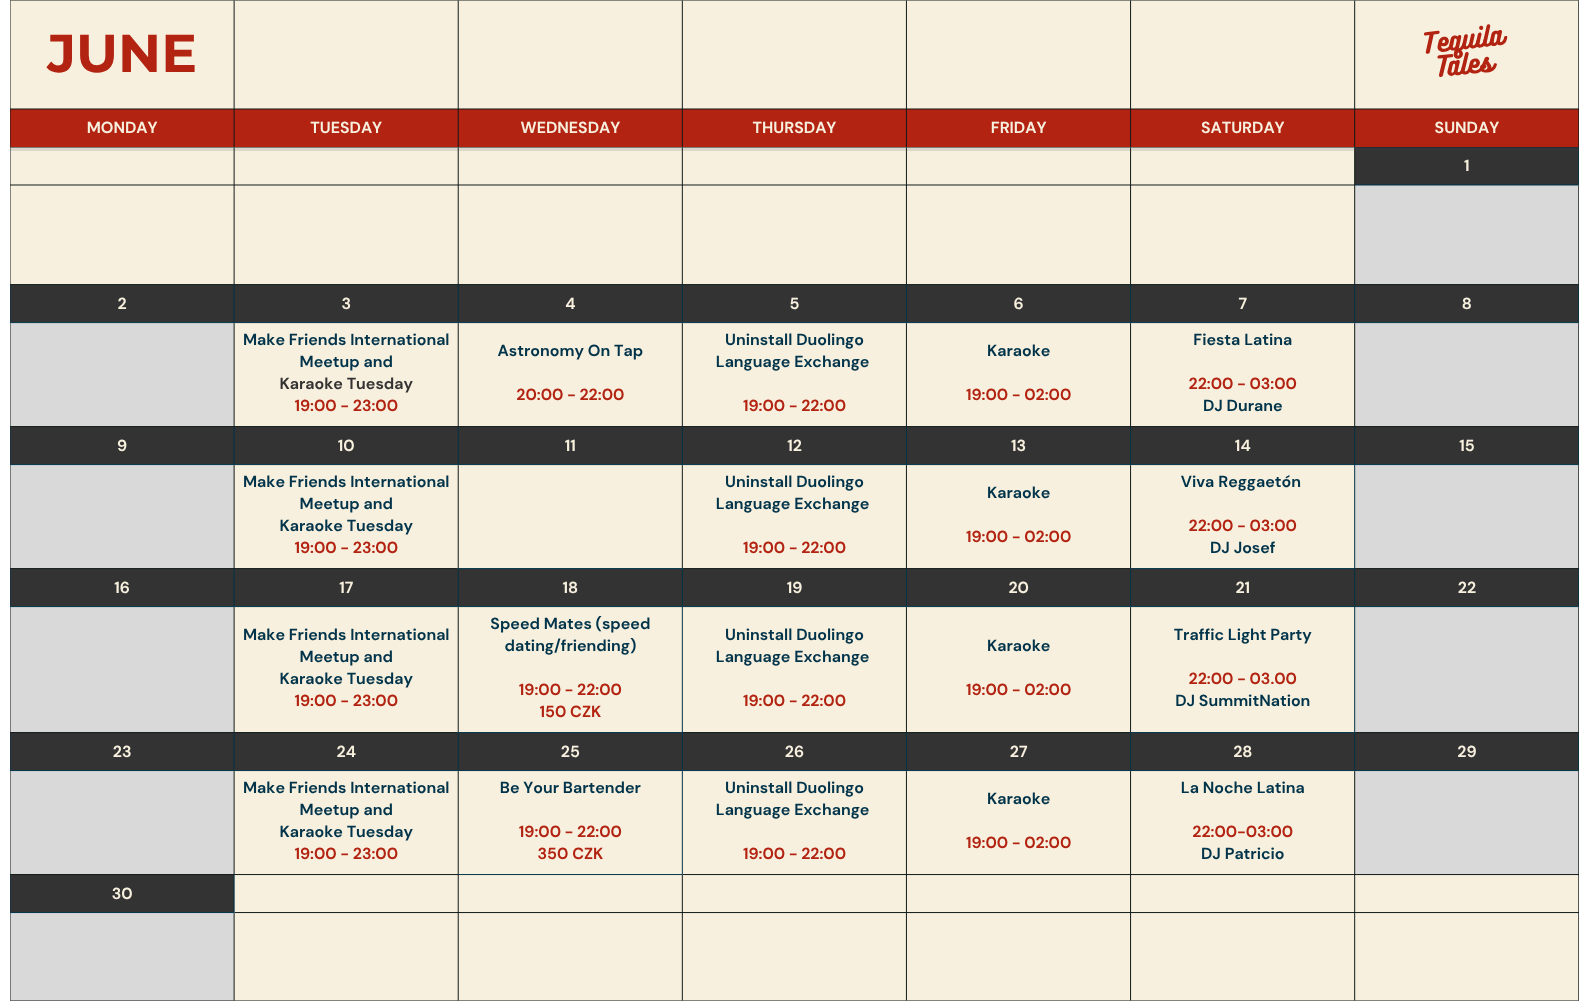 JUNE
Tequila
Tales
MONDAY
TUESDAY
WEDNESDAY
THURSDAY
FRIDAY
SATURDAY
SUNDAY
1
2
3
4
5
6
7
8
Make Friends International
Meetup and
Karaoke Tuesday
19:00 - 23:00
Astronomy On Tap
20:00 - 22:00
Uninstall Duolingo
Language Exchange
19:00 - 22:00
Karaoke
19:00 - 02:00
Fiesta Latina
22:00 - 03:00
DJ Durane
9
10
11
12
13
14
15
Make Friends International
Meetup and
Karaoke Tuesday
19:00 - 23:00
Uninstall Duolingo
Language Exchange
19:00 - 22:00
Karaoke
19:00 - 02:00
Viva Reggaetón
22:00 - 03:00
DJ Josef
16
17
18
19
20
21
22
Make Friends International
Meetup and
Karaoke Tuesday
19:00 - 23:00
Speed Mates (speed
dating/friending)
19:00 - 22:00
150 CZK
Uninstall Duolingo
Language Exchange
19:00 - 22:00
Karaoke
19:00 - 02:00
Traffic Light Party
22:00 - 03.00
DJ SummitNation
23
24
25
26
27
28
29
Make Friends International
Meetup and
Karaoke Tuesday
19:00 - 23:00
Be Your Bartender
19:00 - 22:00
350 CZK
Uninstall Duolingo
Language Exchange
19:00 - 22:00
Karaoke
19:00 - 02:00
La Noche Latina
22:00-03:00
DJ Patricio
30